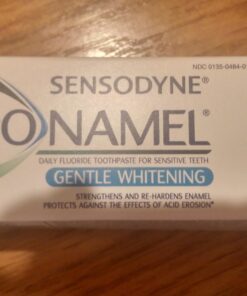 NDC 0135-0484-0
SENSODYNE®
ONAMEL®
DAILY FLUORIDE TOOTHPASTE FOR SENSITIVE TEETH
GENTLE WHITENING
STRENGTHENS AND RE-HARDENS ENAMEL
PROTECTS AGAINST THE EFFECTS OF ACID EROSION*